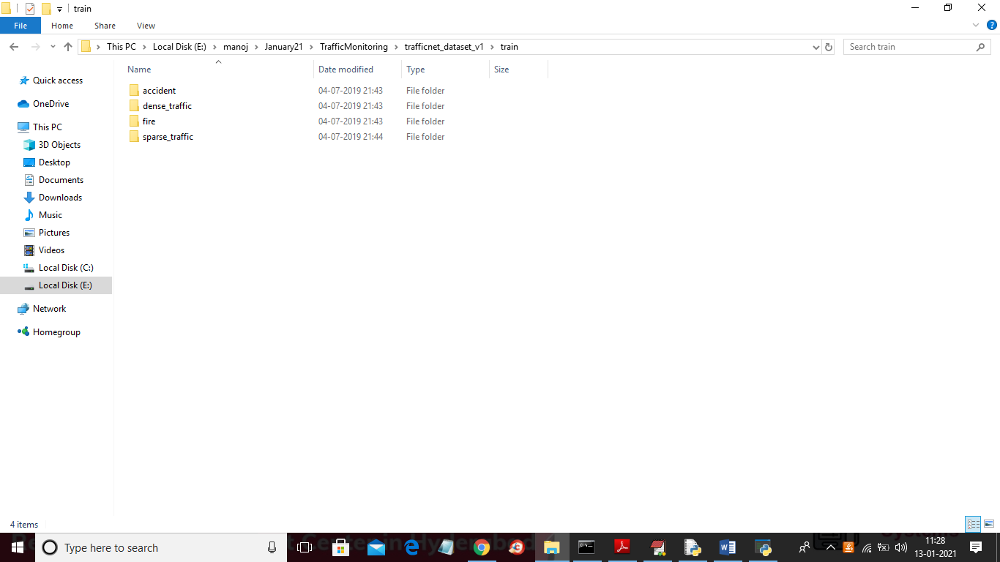 train
File Home Share View
This PC Local Disk (E:) manoj January21 TrafficMonitoring trafficnet_dataset_v1 train
Search train
Name Date modified Type Size
Quick access
OneDrive
This PC
3D Objects
Desktop
Documents
Downloads
Music
Pictures
Videos
Local Disk (C:)
Local Disk (E:)
Network
Homegroup
accident 04-07-2019 21:43 File folder
dense_traffic 04-07-2019 21:43 File folder
fire 04-07-2019 21:43 File folder
sparse_traffic 04-07-2019 21:44 File folder
4 items
Type here to search
11:28
13-01-2021